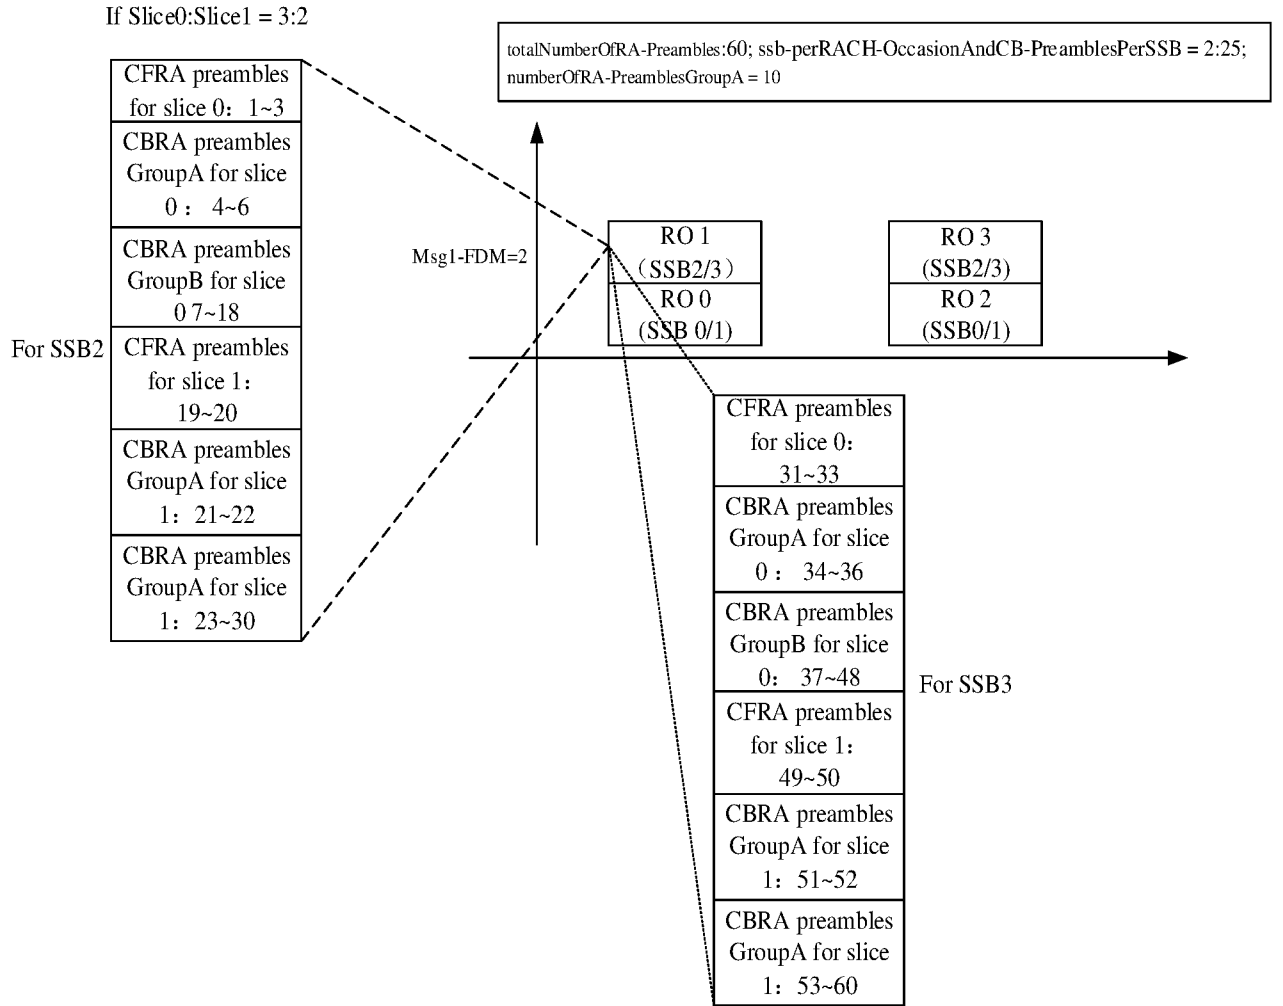 If Slice0:Slice1 = 3:2
totalNumberOfRA-Preambles:60; ssb-perRACH-OccasionAndCB-PreamblesPerSSB = 2:25;
numberOfRA-PreamblesGroupA = 10
CFRA preambles
for slice 0: 1~3
CBRA preambles
GroupA for slice
0 : 4~6
CBRA preambles
GroupB for slice
0 7~18
For SSB2
CFRA preambles
for slice 1:
19~20
CBRA preambles
GroupA for slice
1: 21~22
CBRA preambles
GroupA for slice
1: 23~30
Msg1-FDM=2
RO 1
(SSB2/3)
RO 0
(SSB 0/1)
RO 3
(SSB2/3)
RO 2
(SSB0/1)
CFRA preambles
for slice 0:
31~33
CBRA preambles
GroupA for slice
0 : 34~36
CBRA preambles
GroupB for slice
0: 37~48
For SSB3
CFRA preambles
for slice 1:
49~50
CBRA preambles
GroupA for slice
1: 51~52
CBRA preambles
GroupA for slice
1: 53~60